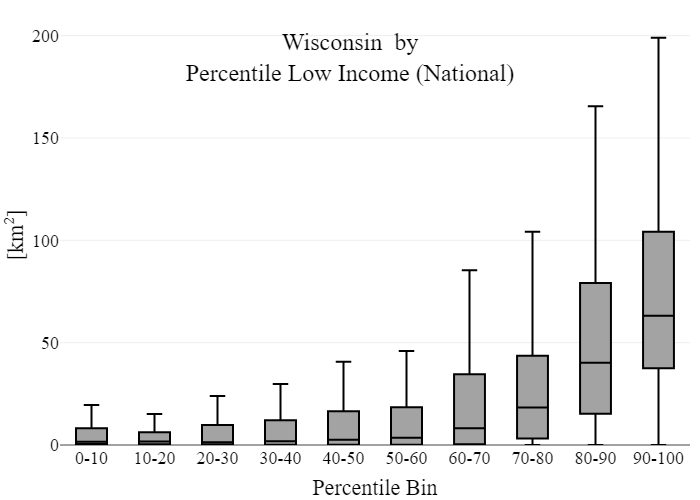 Wisconsin by
Percentile Low Income (National)
200
150
100
50
0
[km²]
0-10 10-20 20-30 30-40 40-50 50-60 60-70 70-80 80-90 90-100
Percentile Bin